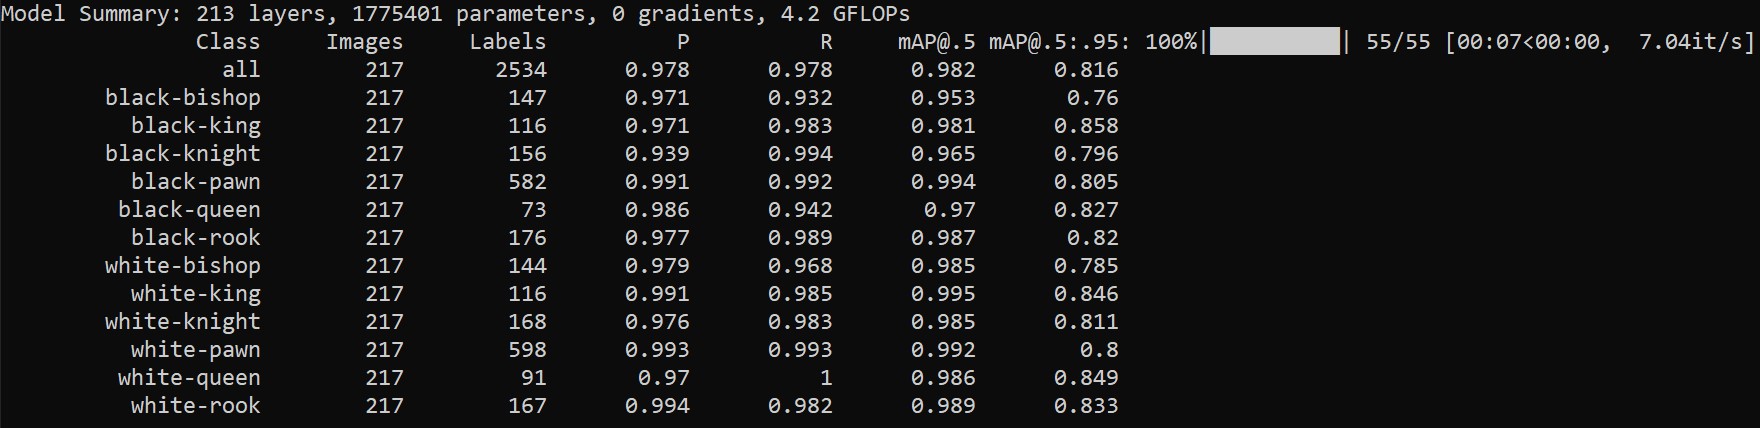 Model Summary: 213 layers, 1775401 parameters, 0 gradients, 4.2 GFLOPs
Class Images Labels P R mAP@.5 mAP@.5:.95: 100%|██████████| 55/55 [00:07<00:00, 7.04it/s]
all 217 2534 0.978 0.978 0.982 0.816
black-bishop 217 147 0.971 0.932 0.953 0.76
black-king 217 116 0.971 0.983 0.981 0.858
black-knight 217 156 0.939 0.994 0.965 0.796
black-pawn 217 582 0.991 0.992 0.994 0.805
black-queen 217 73 0.986 0.942 0.97 0.827
black-rook 217 176 0.977 0.989 0.987 0.82
white-bishop 217 144 0.979 0.968 0.985 0.785
white-king 217 116 0.991 0.985 0.995 0.846
white-knight 217 168 0.976 0.983 0.985 0.811
white-pawn 217 598 0.993 0.993 0.992 0.8
white-queen 217 91 0.97 1 0.986 0.849
white-rook 217 167 0.994 0.982 0.989 0.833